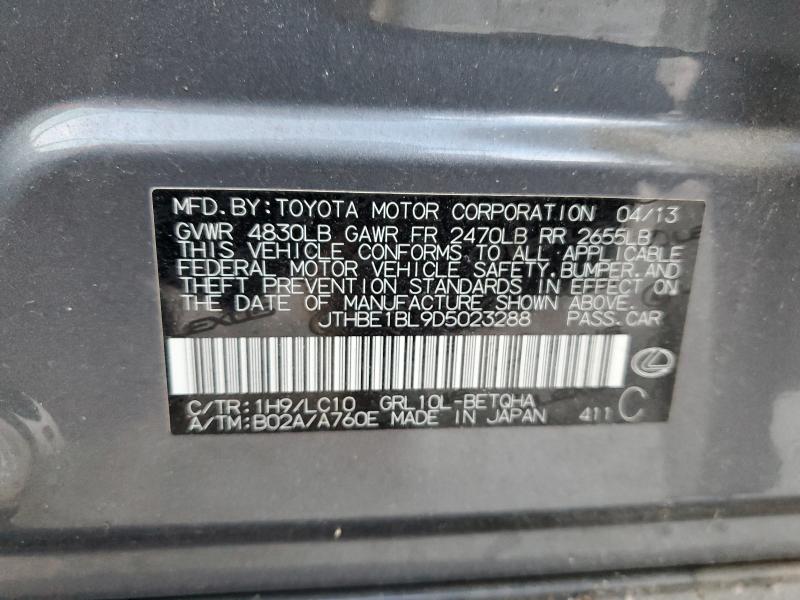 MFD. BY: TOYOTA MOTOR CORPORATION 04/13
GVWR 4830LB GAWR FR 2470LB RR 2655LB
THIS VEHICLE CONFORMS TO ALL APPLICABLE
FEDERAL MOTOR VEHICLE SAFETY, BUMPER, AND
THEFT PREVENTION STANDARDS IN EFFECT ON
THE DATE OF MANUFACTURE SHOWN ABOVE.
JTHBE1BL9D5023288 PASS. CAR
C/TR: 1H9/LC10 GRL10L-BETQHA
A/TM: B02A/A760E MADE IN JAPAN 411 C